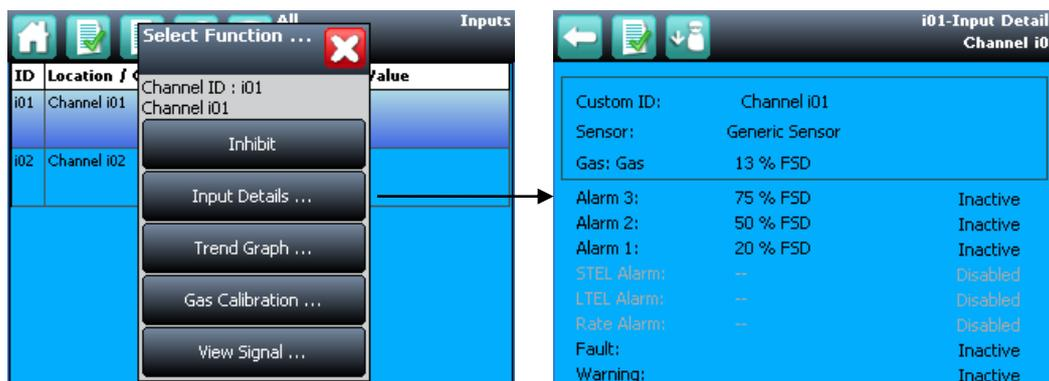 All
Inputs
Select Function ...
ID Location /
Value
Channel ID : i01
Channel i01
i01 Channel i01
Inhibit
i02 Channel i02
Input Details ...
Trend Graph ...
Gas Calibration ...
View Signal ...
i01-Input Detail
Channel i0
Custom ID: Channel i01
Sensor: Generic Sensor
Gas: Gas 13 % FSD
Alarm 3: 75 % FSD Inactive
Alarm 2: 50 % FSD Inactive
Alarm 1: 20 % FSD Inactive
STEL Alarm: -- Disabled
LTEL Alarm: -- Disabled
Rate Alarm: -- Disabled
Fault: Inactive
Warning: Inactive